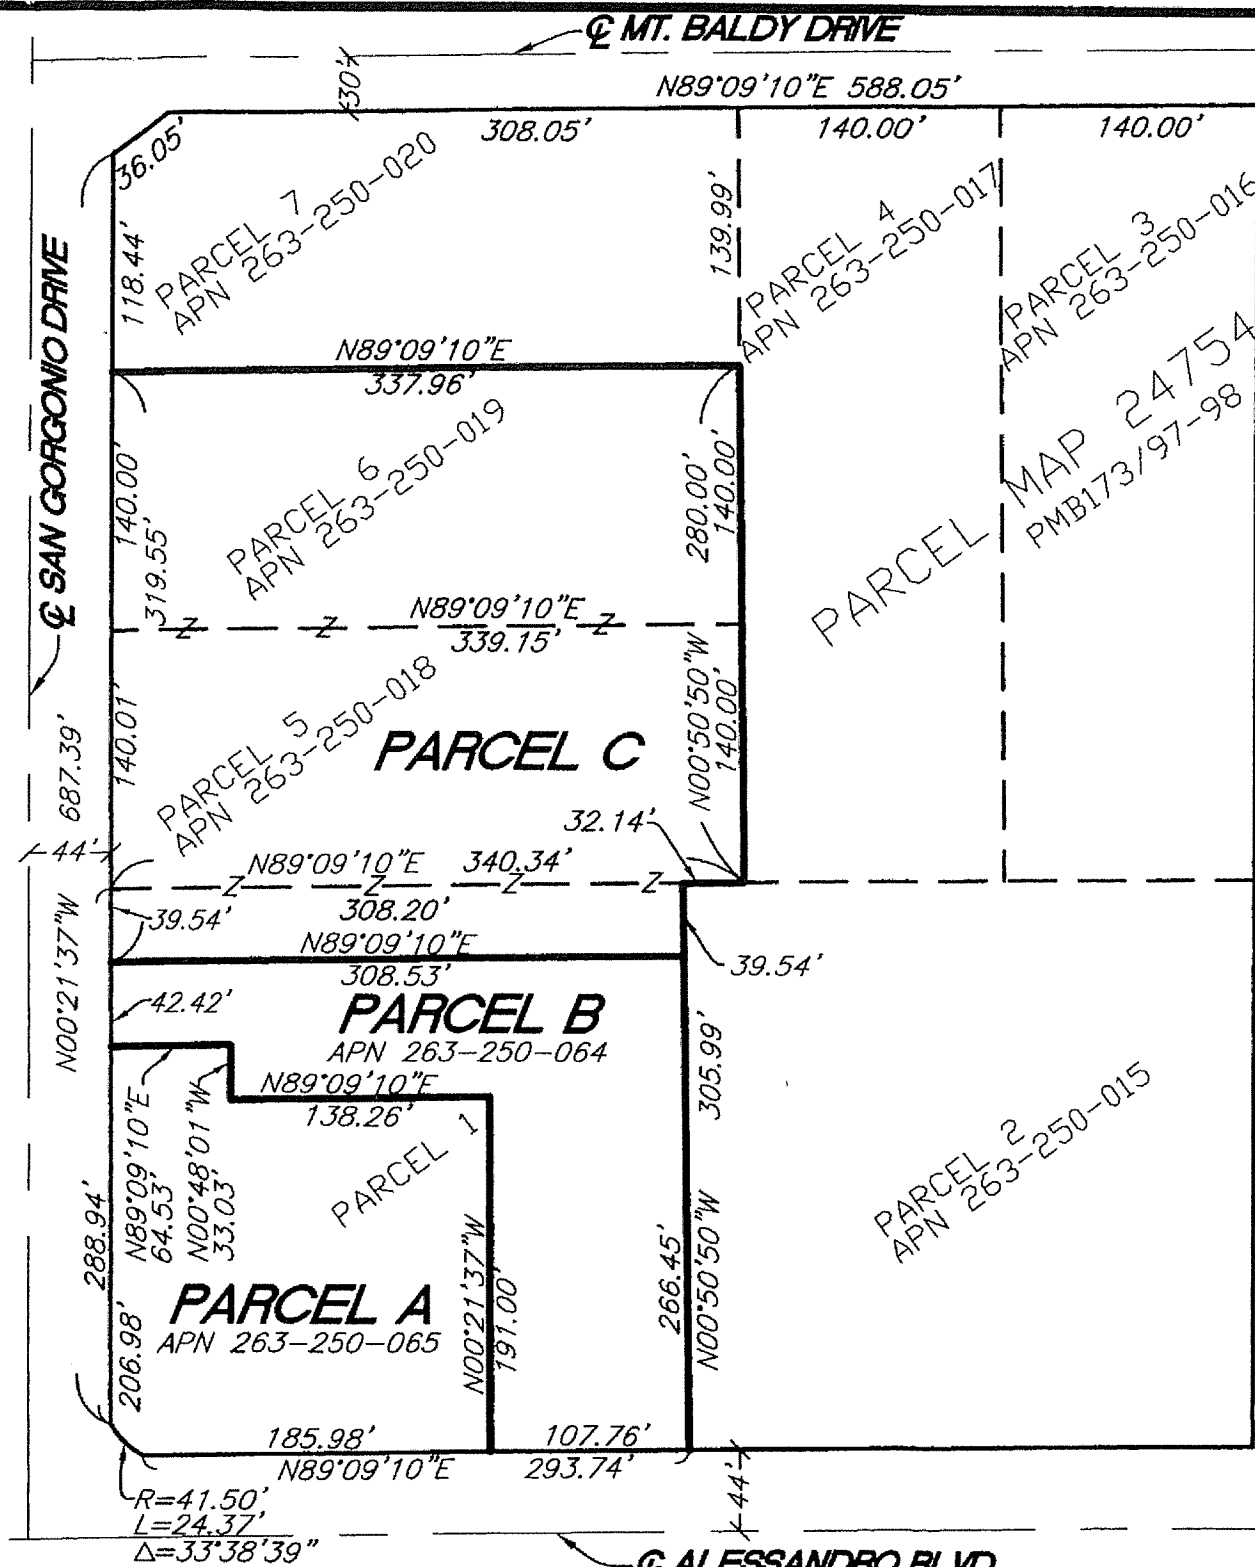 ℄ MT. BALDY DRIVE
N89°09'10"E 588.05'
30'
308.05'
140.00'
140.00'
36.05'
118.44'
PARCEL 7
APN 263-250-020
139.99'
PARCEL 4
APN 263-250-017
PARCEL 3
APN 263-250-016
℄ SAN GORGONIO DRIVE
N89°09'10"E
337.96'
PARCEL MAP 24754
PMB173/97-98
140.00'
319.55'
PARCEL 6
APN 263-250-019
280.00'
140.00'
N89°09'10"E
339.15'
Z Z Z
687.39'
N00°21'37"W
140.01'
PARCEL 5
APN 263-250-018
PARCEL C
N00°50'50"W
140.00'
32.14'
44'
N89°09'10"E 340.34'
Z Z Z Z
308.20'
39.54'
N89°09'10"E
308.53'
39.54'
42.42'
PARCEL B
APN 263-250-064
N89°09'10"E
138.26'
N89°09'10"E
64.53'
N00°48'01"W
33.03'
PARCEL 1
305.99'
PARCEL 2
APN 263-250-015
288.94'
206.98'
PARCEL A
APN 263-250-065
N00°21'37"W
191.00'
266.45'
N00°50'50"W
185.98'
107.76'
N89°09'10"E
293.74'
44'
R=41.50'
L=24.37'
Δ=33°38'39"
℄ ALESSANDRO BLVD